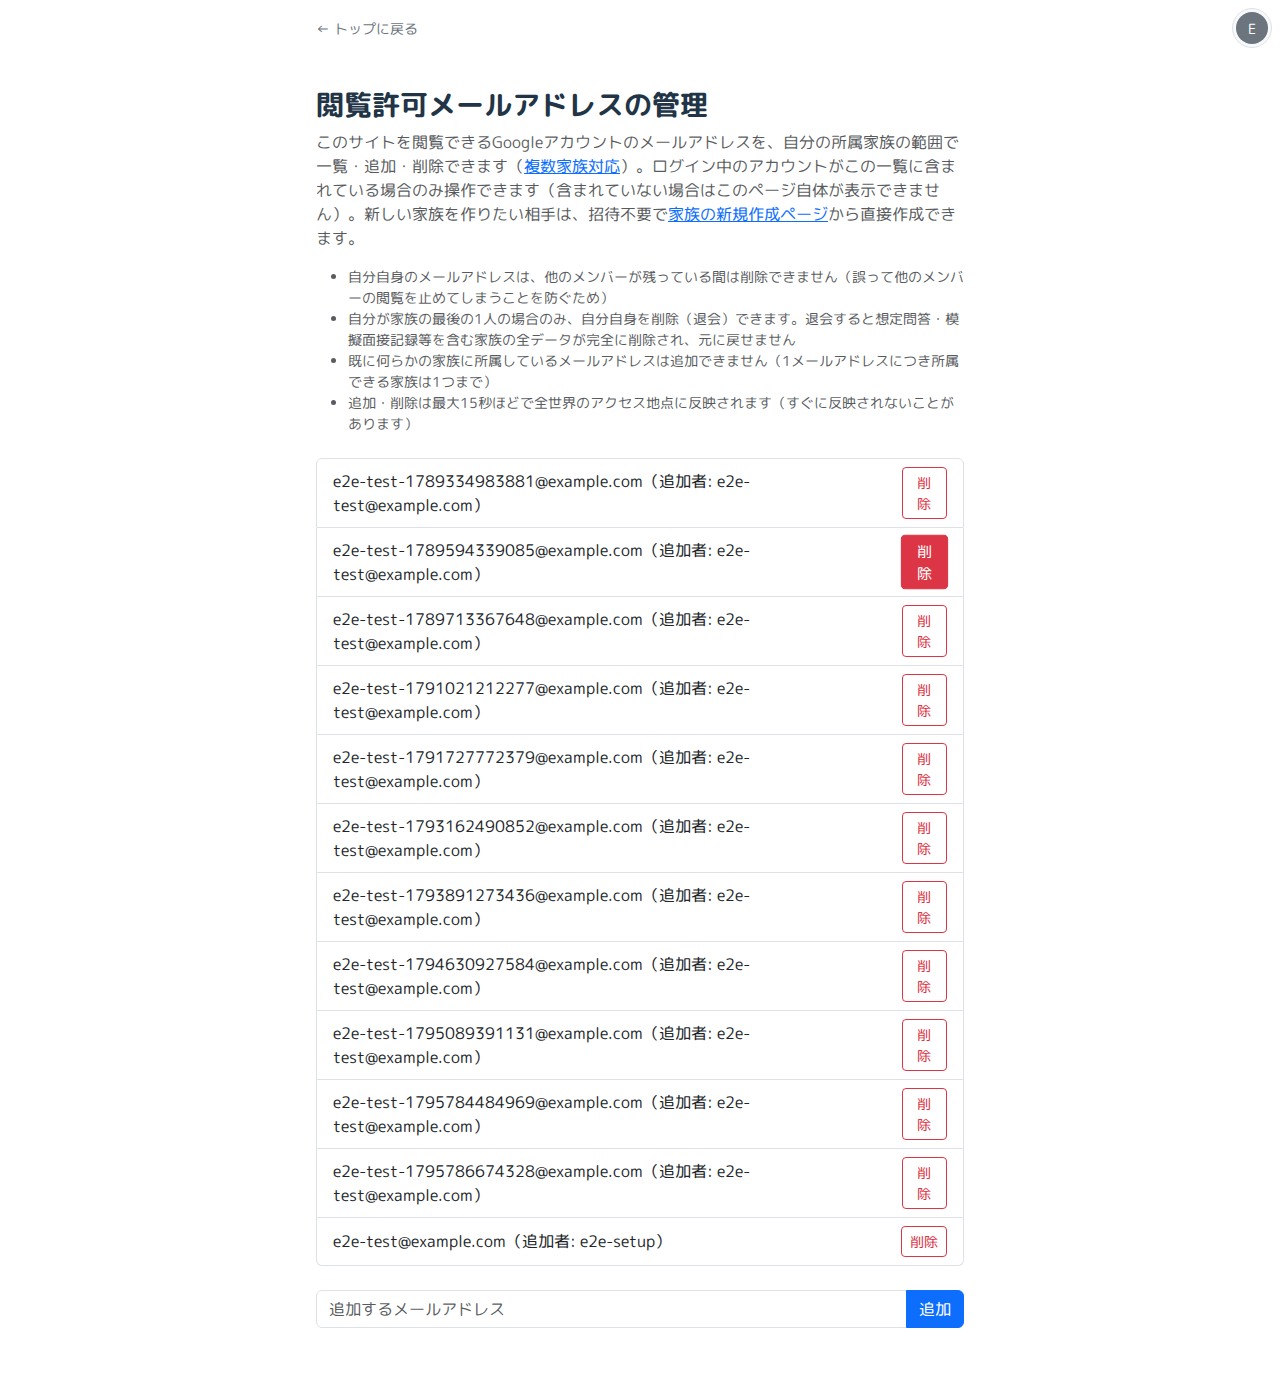 ← トップに戻る
E
閲覧許可メールアドレスの管理
このサイトを閲覧できるGoogleアカウントのメールアドレスを、自分の所属家族の範囲で
一覧・追加・削除できます（複数家族対応）。ログイン中のアカウントがこの一覧に含ま
れている場合のみ操作できます（含まれていない場合はこのページ自体が表示できませ
ん）。新しい家族を作りたい相手は、招待不要で家族の新規作成ページから直接作成でき
ます。
自分自身のメールアドレスは、他のメンバーが残っている間は削除できません（誤って他のメンバ
ーの閲覧を止めてしまうことを防ぐため）
自分が家族の最後の1人の場合のみ、自分自身を削除（退会）できます。退会すると想定問答・模
擬面接記録等を含む家族の全データが完全に削除され、元に戻せません
既に何らかの家族に所属しているメールアドレスは追加できません（1メールアドレスにつき所属
できる家族は1つまで）
追加・削除は最大15秒ほどで全世界のアクセス地点に反映されます（すぐに反映されないことが
あります）
e2e-test-1789334983881@example.com（追加者: e2e-
test@example.com）
削
除
e2e-test-1789594339085@example.com（追加者: e2e-
test@example.com）
削
除
e2e-test-1789713367648@example.com（追加者: e2e-
test@example.com）
削
除
e2e-test-1791021212277@example.com（追加者: e2e-
test@example.com）
削
除
e2e-test-1791727772379@example.com（追加者: e2e-
test@example.com）
削
除
e2e-test-1793162490852@example.com（追加者: e2e-
test@example.com）
削
除
e2e-test-1793891273436@example.com（追加者: e2e-
test@example.com）
削
除
e2e-test-1794630927584@example.com（追加者: e2e-
test@example.com）
削
除
e2e-test-1795089391131@example.com（追加者: e2e-
test@example.com）
削
除
e2e-test-1795784484969@example.com（追加者: e2e-
test@example.com）
削
除
e2e-test-1795786674328@example.com（追加者: e2e-
test@example.com）
削
除
e2e-test@example.com（追加者: e2e-setup）
削除
追加するメールアドレス
追加